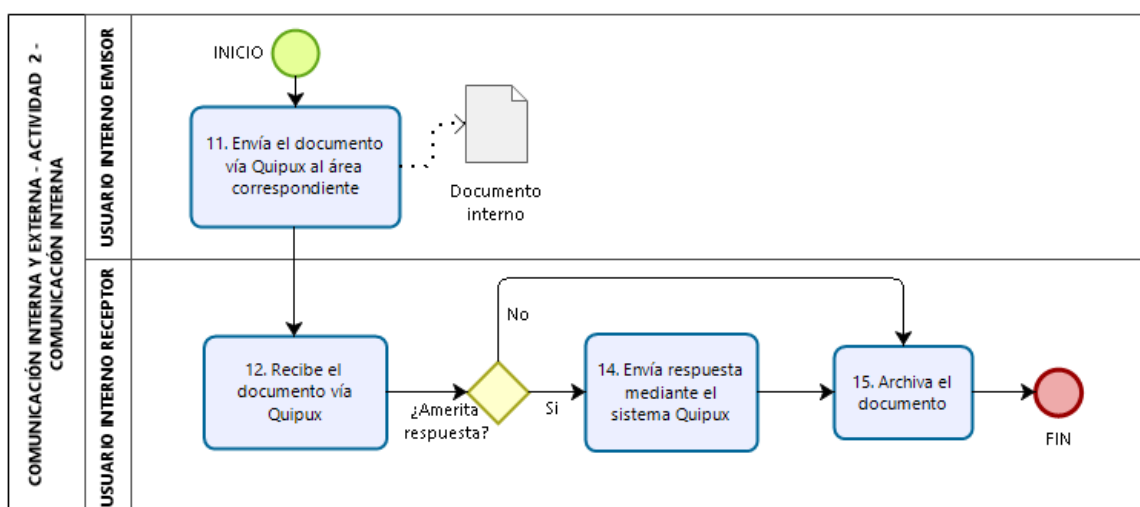 COMUNICACIÓN INTERNA Y EXTERNA - ACTIVIDAD  2 -
COMUNICACIÓN INTERNA
USUARIO INTERNO EMISOR
INICIO
11. Envía el documento
vía Quipux al área
correspondiente
Documento
interno
USUARIO INTERNO RECEPTOR
12. Recibe el
documento vía
Quipux
¿Amerita
respuesta?
No
Si
14. Envía respuesta
mediante el
sistema Quipux
15. Archiva el
documento
FIN